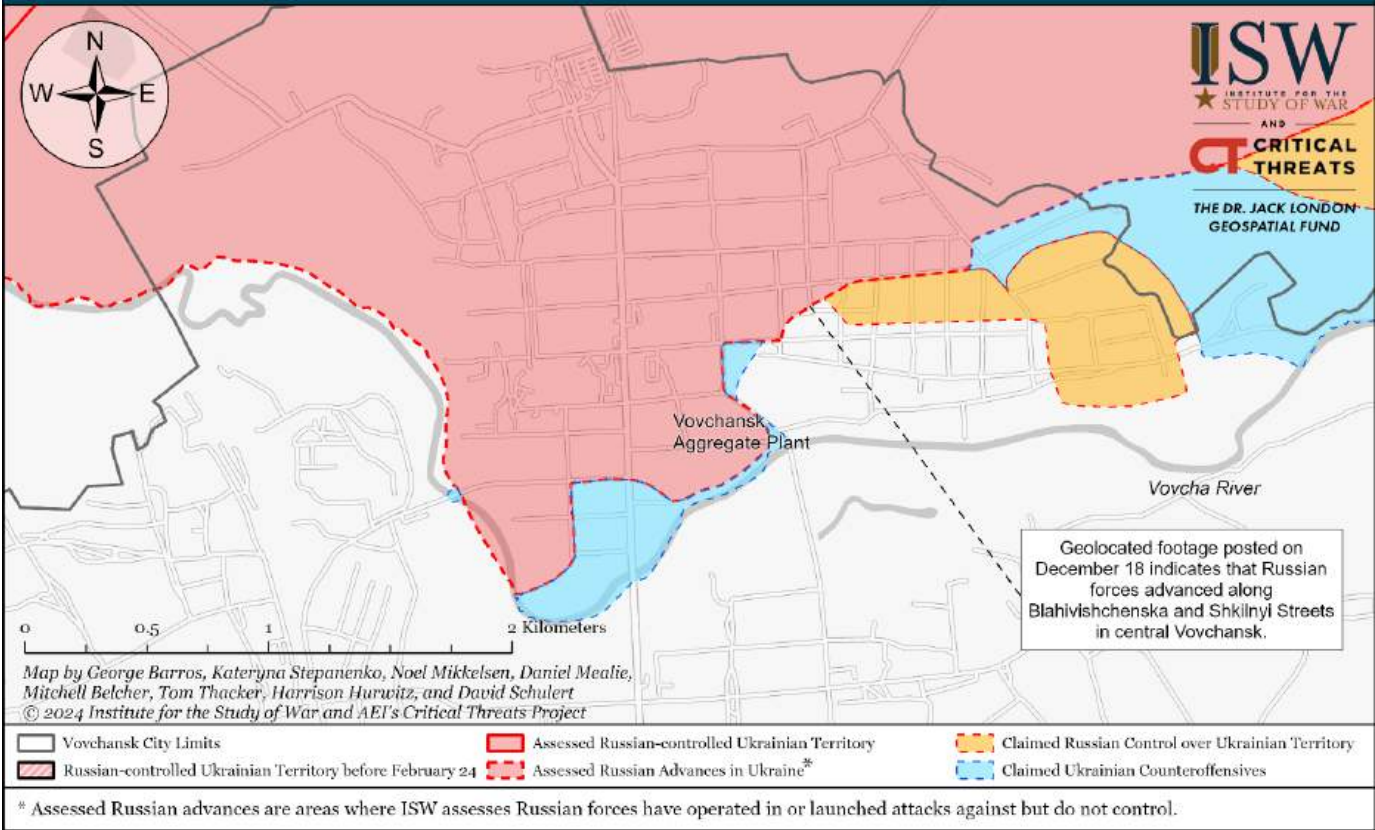 N
W E
S
ISW
INSTITUTE FOR THE
STUDY OF WAR
AND
CT CRITICAL
THREATS
THE DR. JACK LONDON
GEOSPATIAL FUND
Vovchansk
Aggregate Plant
Vovcha River
Geolocated footage posted on
December 18 indicates that Russian
forces advanced along
Blahivishchenska and Shkilnyi Streets
in central Vovchansk.
0 0.5 1 2 Kilometers
Map by George Barros, Kateryna Stepanenko, Noel Mikkelsen, Daniel Mealie,
Mitchell Belcher, Tom Thacker, Harrison Hurwitz, and David Schulert
© 2024 Institute for the Study of War and AEI's Critical Threats Project
Vovchansk City Limits
Russian-controlled Ukrainian Territory before February 24
Assessed Russian-controlled Ukrainian Territory
Assessed Russian Advances in Ukraine*
Claimed Russian Control over Ukrainian Territory
Claimed Ukrainian Counteroffensives
* Assessed Russian advances are areas where ISW assesses Russian forces have operated in or launched attacks against but do not control.